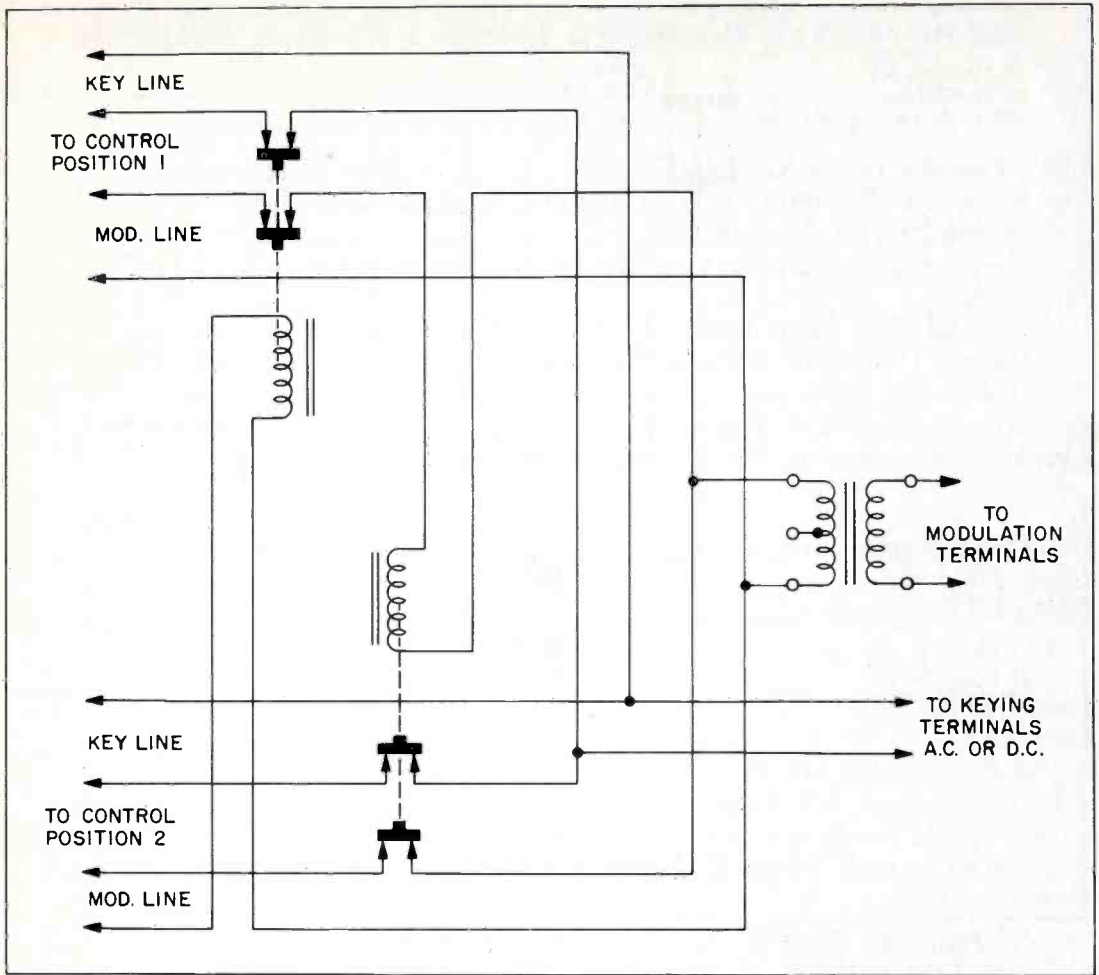 KEY LINE
TO CONTROL
POSITION 1
MOD. LINE
TO
MODULATION
TERMINALS
TO KEYING
TERMINALS
A.C. OR D.C.
KEY LINE
TO CONTROL
POSITION 2
MOD. LINE